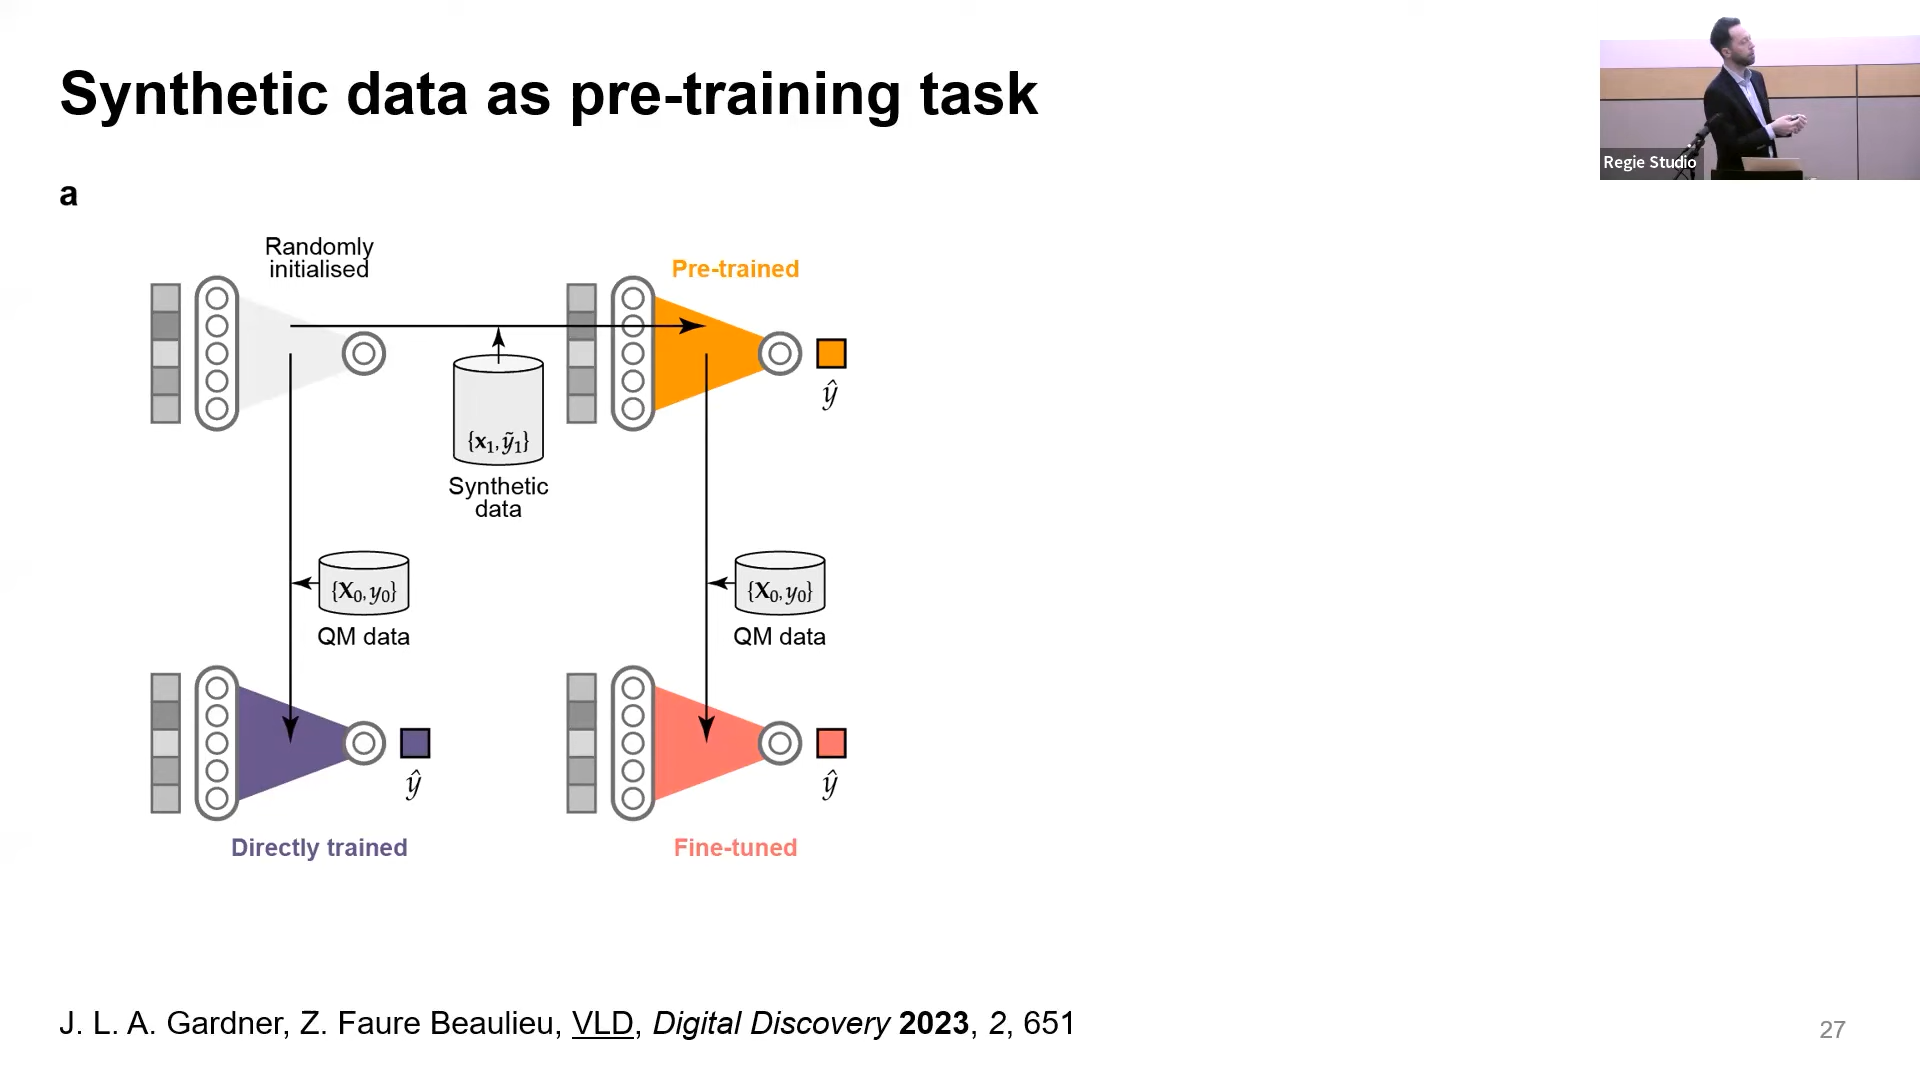 Synthetic data as pre-training task
Regie Studio
a
Randomly
initialised
Pre-trained
ŷ
{x₁, ỹ₁}
Synthetic
data
{X₀, y₀}
QM data
{X₀, y₀}
QM data
ŷ
ŷ
Directly trained
Fine-tuned
J. L. A. Gardner, Z. Faure Beaulieu, VLD, Digital Discovery 2023, 2, 651
27